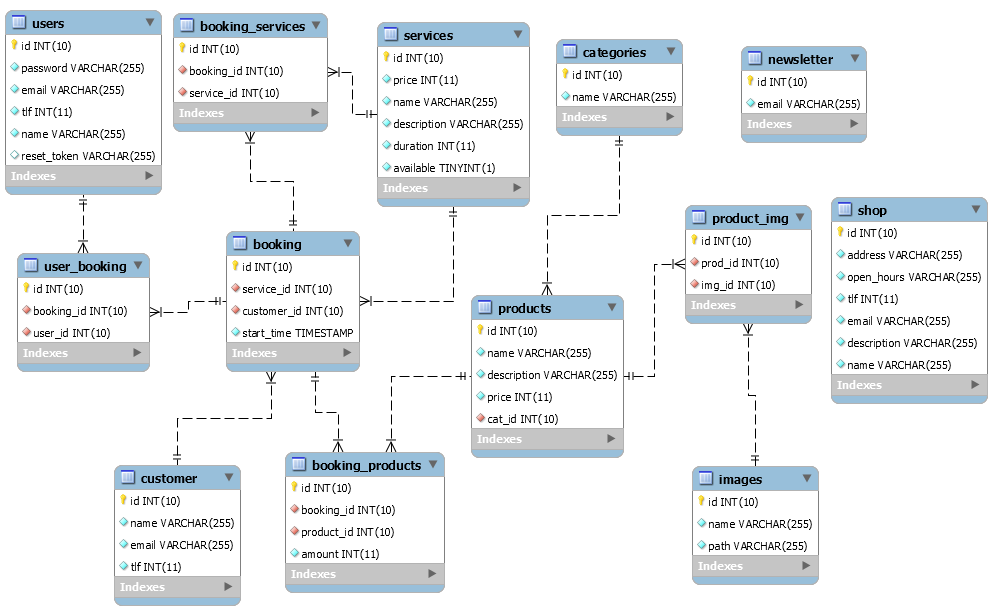 users
id INT(10)
password VARCHAR(255)
email VARCHAR(255)
tlf INT(11)
name VARCHAR(255)
reset_token VARCHAR(255)
Indexes
booking_services
id INT(10)
booking_id INT(10)
service_id INT(10)
Indexes
services
id INT(10)
price INT(11)
name VARCHAR(255)
description VARCHAR(255)
duration INT(11)
available TINYINT(1)
Indexes
categories
id INT(10)
name VARCHAR(255)
Indexes
newsletter
id INT(10)
email VARCHAR(255)
Indexes
user_booking
id INT(10)
booking_id INT(10)
user_id INT(10)
Indexes
booking
id INT(10)
service_id INT(10)
customer_id INT(10)
start_time TIMESTAMP
Indexes
products
id INT(10)
name VARCHAR(255)
description VARCHAR(255)
price INT(11)
cat_id INT(10)
Indexes
product_img
id INT(10)
prod_id INT(10)
img_id INT(10)
Indexes
shop
id INT(10)
address VARCHAR(255)
open_hours VARCHAR(255)
tlf INT(11)
email VARCHAR(255)
description VARCHAR(255)
name VARCHAR(255)
Indexes
customer
id INT(10)
name VARCHAR(255)
email VARCHAR(255)
tlf INT(11)
Indexes
booking_products
id INT(10)
booking_id INT(10)
product_id INT(10)
amount INT(11)
Indexes
images
id INT(10)
name VARCHAR(255)
path VARCHAR(255)
Indexes